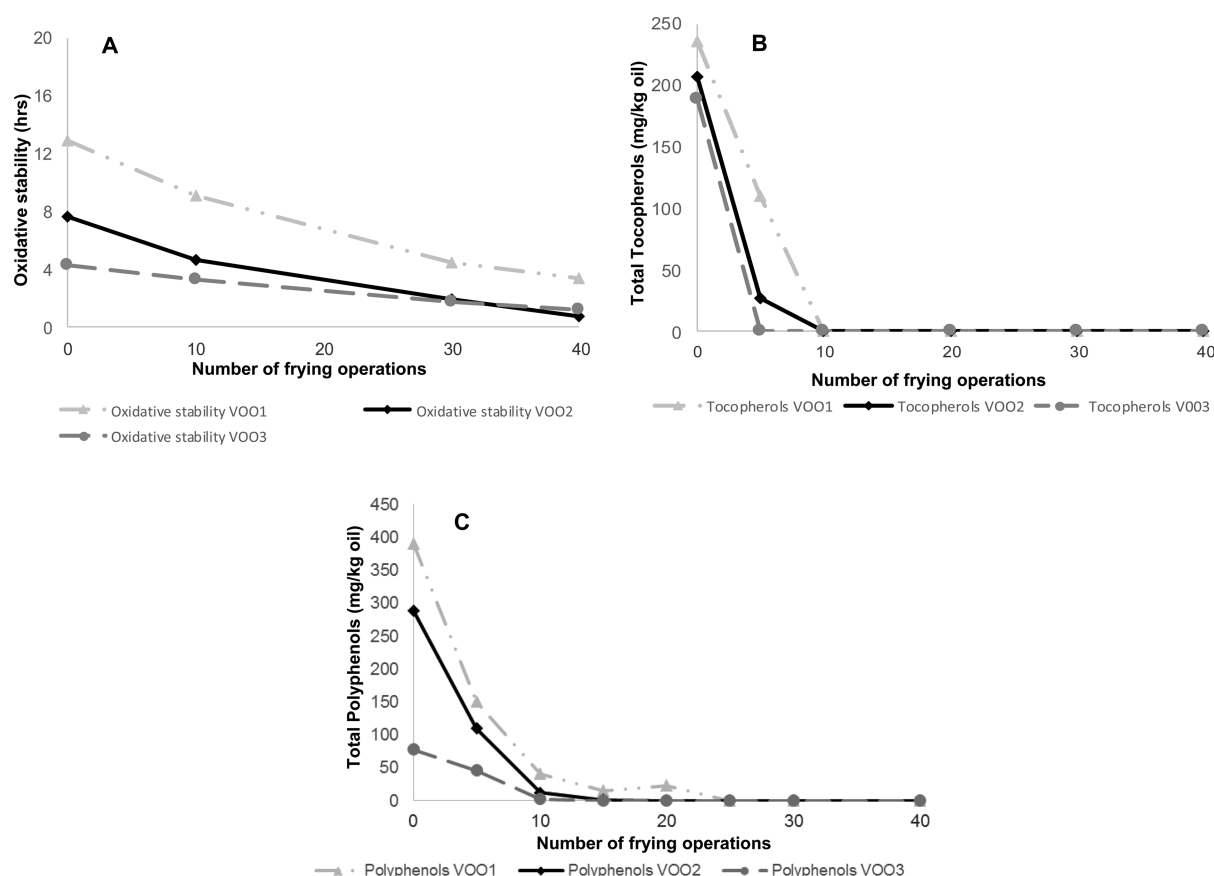 A
Oxidative stability (hrs)
20
16
12
8
4
0
0 10 20 30 40
Number of frying operations
Oxidative stability VOO1 Oxidative stability VOO2
Oxidative stability VOO3
B
Total Tocopherols (mg/kg oil)
250
200
150
100
50
0
0 10 20 30 40
Number of frying operations
Tocopherols VOO1 Tocopherols VOO2 Tocopherols V003
C
Total Polyphenols (mg/kg oil)
450
400
350
300
250
200
150
100
50
0
0 10 20 30 40
Number of frying operations
Polyphenols VOO1 Polyphenols VOO2 Polyphenols VOO3